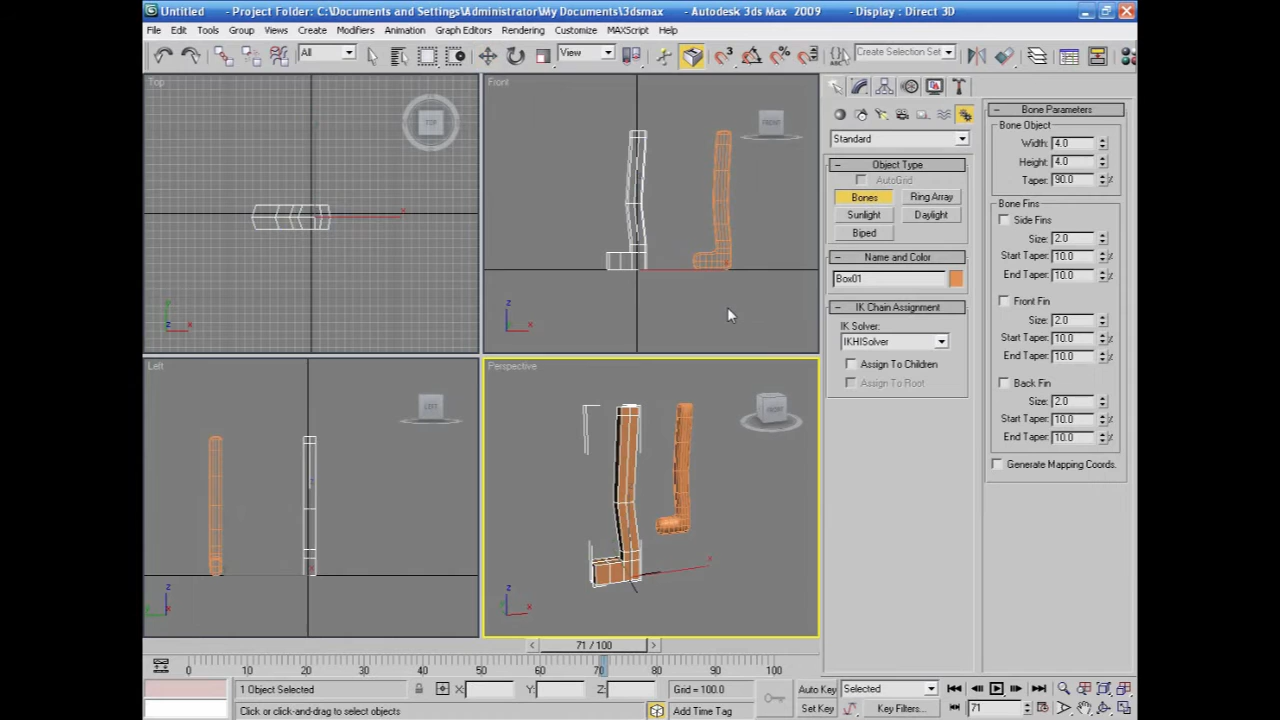 Untitled - Project Folder: C:\Documents and Settings\Administrator\My Documents\3dsmax - Autodesk 3ds Max 2009 - Display : Direct 3D
File Edit Tools Group Views Create Modifiers Animation Graph Editors Rendering Customize MAXScript Help
All View Create Selection Set
Top
TOP
Front
FRONT
Left
LEFT
Perspective
FRONT
Standard
Object Type
AutoGrid
Bones Ring Array
Sunlight Daylight
Biped
Name and Color
Box01
IK Chain Assignment
IK Solver:
IKHISolver
Assign To Children
Assign To Root
Bone Parameters
Bone Object
Width: 4.0
Height: 4.0
Taper: 90.0
Bone Fins
Side Fins
Size: 2.0
Start Taper: 10.0
End Taper: 10.0
Front Fin
Size: 2.0
Start Taper: 10.0
End Taper: 10.0
Back Fin
Size: 2.0
Start Taper: 10.0
End Taper: 10.0
Generate Mapping Coords.
71 / 100
0 10 20 30 40 50 60 70 80 90 100
1 Object Selected X: Y: Z: Grid = 100.0 Auto Key Selected
Click or click-and-drag to select objects Add Time Tag Set Key Key Filters... 71